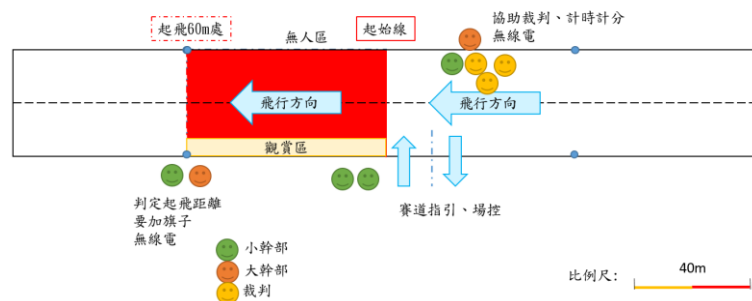 起飛60m處
無人區
起始線
協助裁判、計時計分
無線電
飛行方向
飛行方向
觀賞區
判定起飛距離
要加旗子
無線電
賽道指引、場控
小幹部
大幹部
裁判
比例尺:
40m